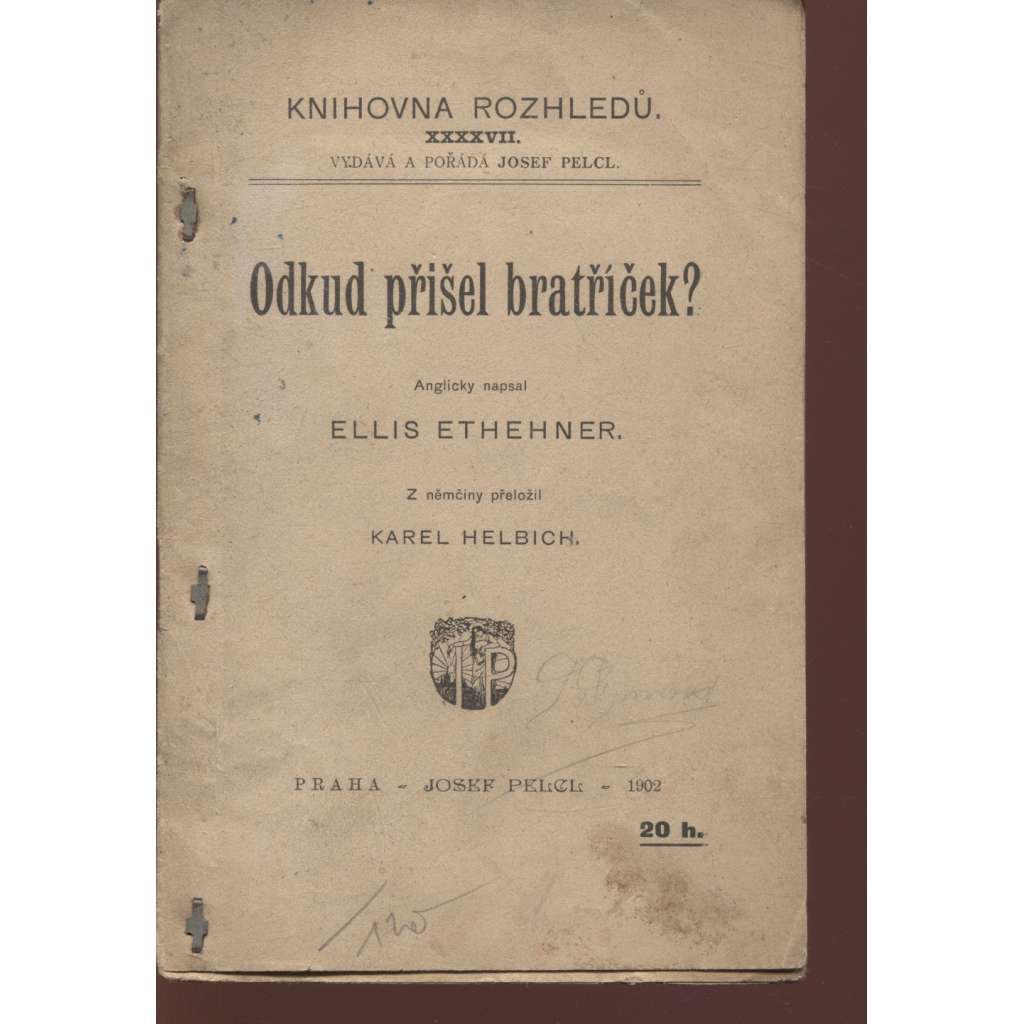 KNIHOVNA ROZHLEDŮ.
XXXXVII.
VYDÁVÁ A POŘÁDÁ JOSEF PELCL.
Odkud přišel bratříček?
Anglicky napsal
ELLIS ETHEHNER.
Z němčiny přeložil
KAREL HELBICH.
JP
PRAHA - JOSEF PELCL - 1902
20 h.